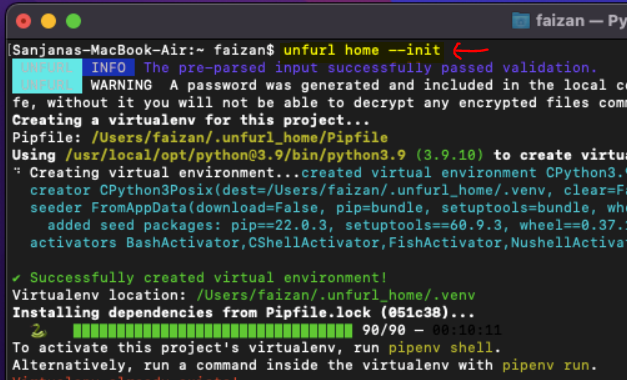 faizan — Py
Sanjanas-MacBook-Air:~ faizan$ unfurl home --init
UNFURL INFO The pre-parsed input successfully passed validation.
UNFURL WARNING A password was generated and included in the local co
fe, without it you will not be able to decrypt any encrypted files comm
Creating a virtualenv for this project...
Pipfile: /Users/faizan/.unfurl_home/Pipfile
Using /usr/local/opt/python@3.9/bin/python3.9 (3.9.10) to create virtua
Creating virtual environment...created virtual environment CPython3.9
creator CPython3Posix(dest=/Users/faizan/.unfurl_home/.venv, clear=Fa
seeder FromAppData(download=False, pip=bundle, setuptools=bundle, whe
added seed packages: pip==22.0.3, setuptools==60.9.3, wheel==0.37.
activators BashActivator,CShellActivator,FishActivator,NushellActivat
✔ Successfully created virtual environment!
Virtualenv location: /Users/faizan/.unfurl_home/.venv
Installing dependencies from Pipfile.lock (051c38)...
90/90 — 00:10:11
To activate this project's virtualenv, run pipenv shell.
Alternatively, run a command inside the virtualenv with pipenv run.